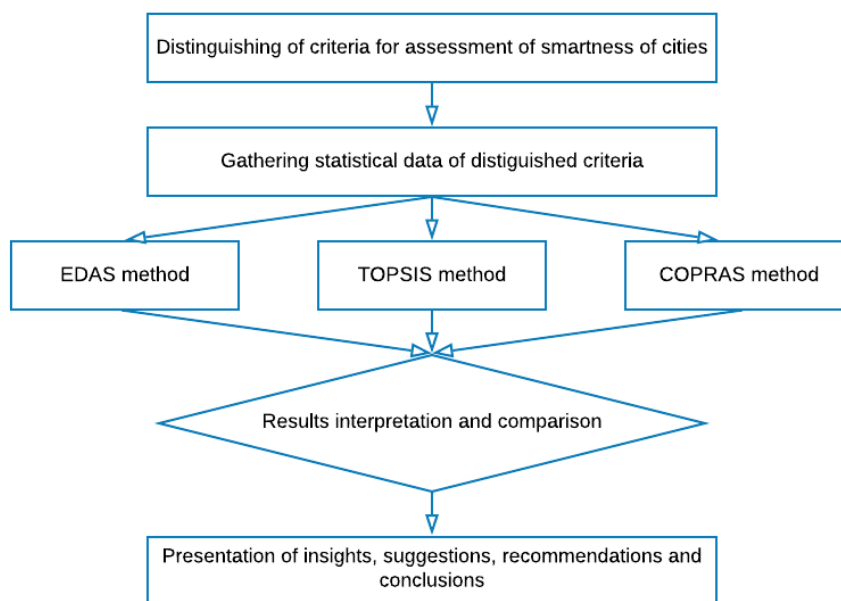 Distinguishing of criteria for assessment of smartness of cities
Gathering statistical data of distiguished criteria
EDAS method
TOPSIS method
COPRAS method
Results interpretation and comparison
Presentation of insights, suggestions, recommendations and
conclusions